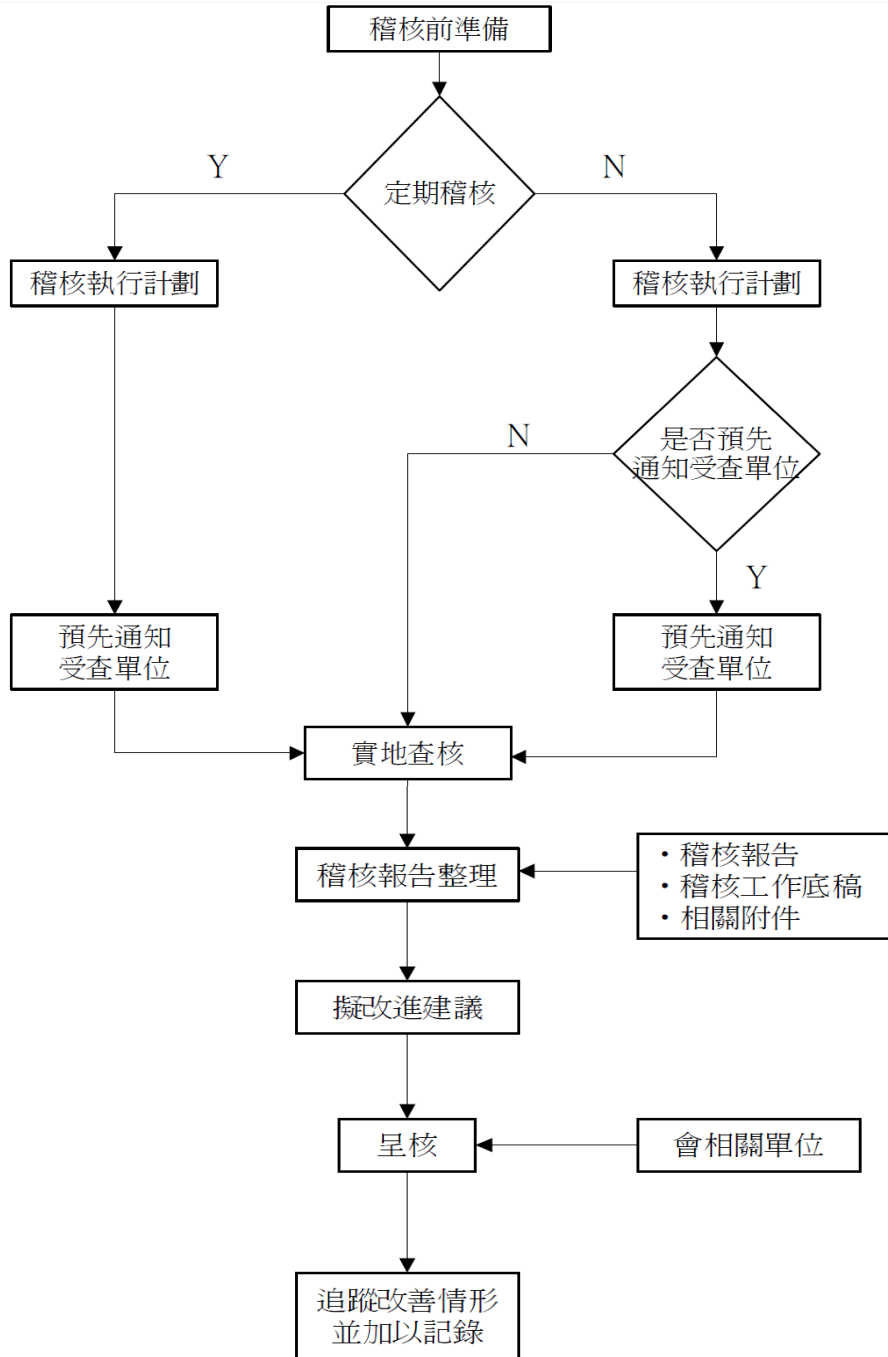 稽核前準備
Y
N
定期稽核
稽核執行計劃
稽核執行計劃
N
是否預先
通知受查單位
Y
預先通知
受查單位
預先通知
受查單位
實地查核
稽核報告整理
・稽核報告
・稽核工作底稿
・相關附件
擬改進建議
呈核
會相關單位
追蹤改善情形
並加以記錄